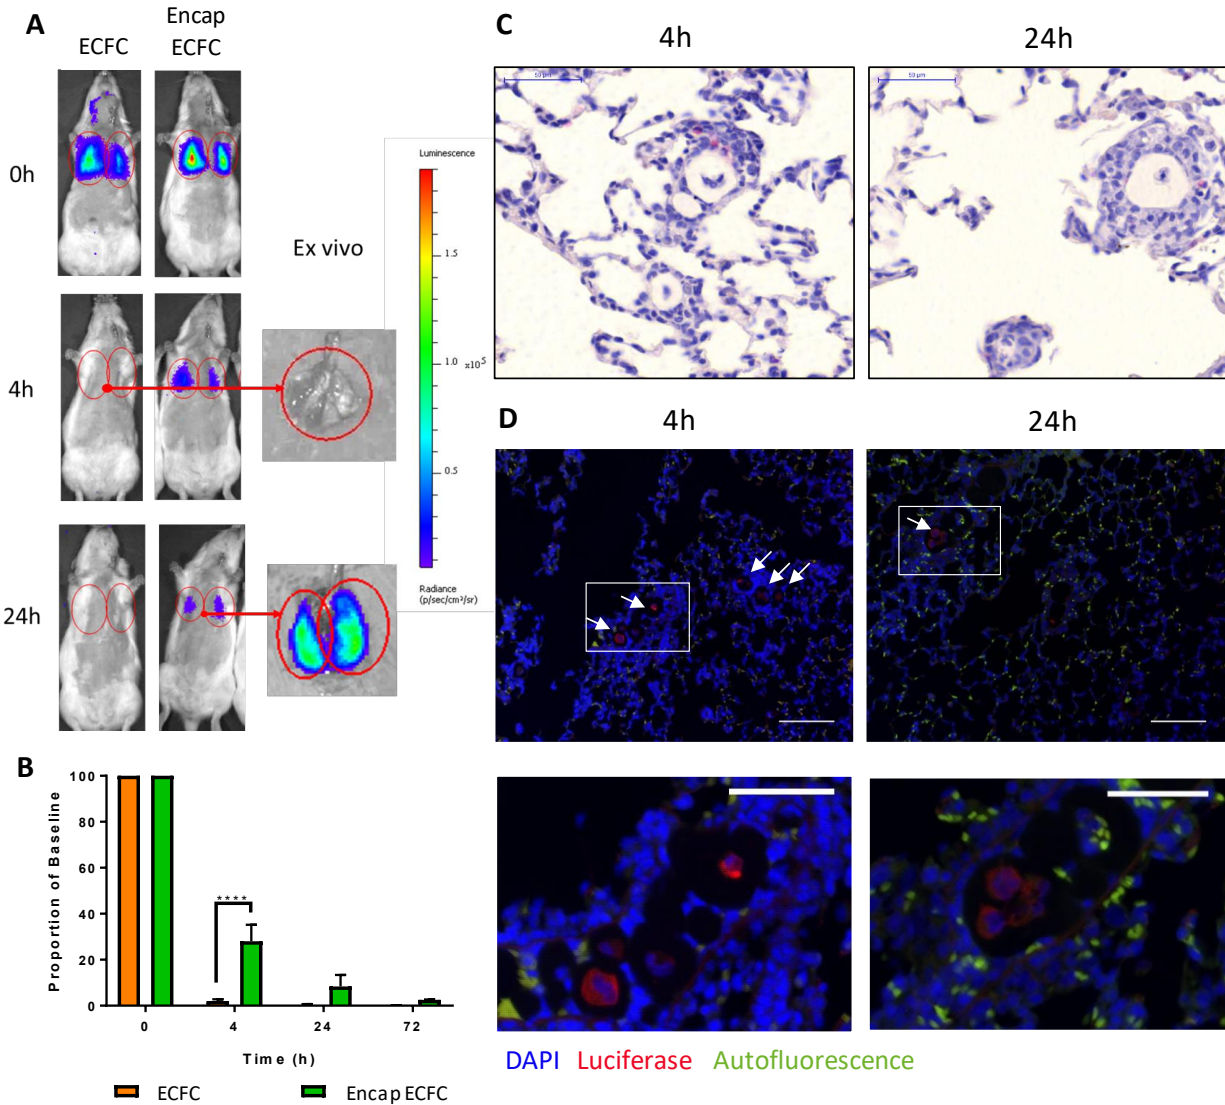 A
ECFC
Encap
ECFC
0h
4h
24h
Ex vivo
Luminescence
1.5
1.0
x10⁵
0.5
Radiance
(p/sec/cm²/sr)
B
Proportion of Baseline
100
80
60
40
20
0
****
0
4
24
72
Time (h)
ECFC
Encap ECFC
C
4h
24h
50 µm
50 µm
D
4h
24h
DAPI Luciferase Autofluorescence